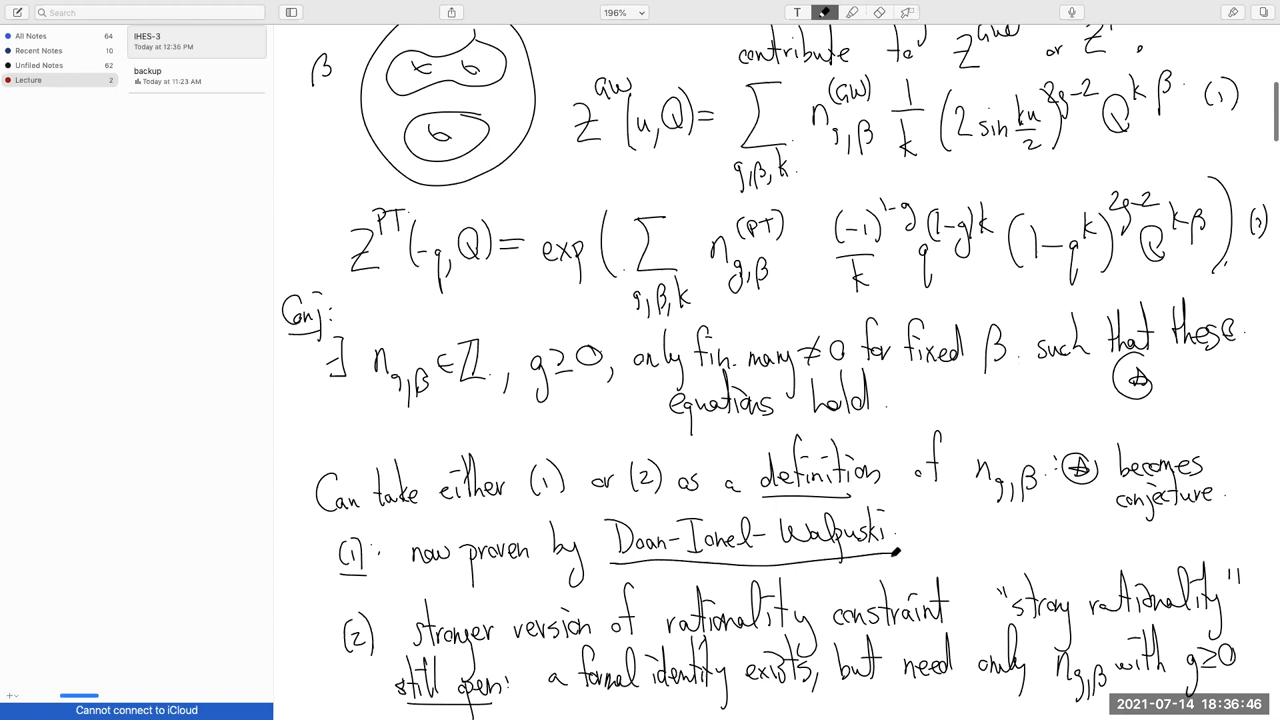 Search
196%
T
All Notes 64
Recent Notes 10
Unfiled Notes 62
Lecture 2
IHES-3
Today at 12:36 PM
backup
Today at 11:23 AM
Cannot connect to iCloud
contribute to Z^{GW} or
β
Z^{GW}(u,Q) = ∑_{g,β,k} n_{g,β}^{(GW)} 1/k (2 sin ku/2)^{2g-2} Q^{kβ}. (1)
Z^{PT}(-q,Q) = exp( ∑_{g,β,k} n_{g,β}^{(PT)} (-1)^{1-g}/k q^{(1-g)k} (1-q^k)^{2g-2} Q^{k·β} ) (2)
Conj:
∃ n_{g,β} ∈ ℤ, g≥0, only fin. many ≠0 for fixed β. such that these
equations hold.
Can take either (1) or (2) as a definition of n_{g,β}: becomes
conjecture.
(1): now proven by Doan-Ionel-Walpuski.
(2) stronger version of rationality constraint "strong rationality"
still open: a formal identity exists, but need only n_{g,β} with g≥0
2021-07-14 18:36:46